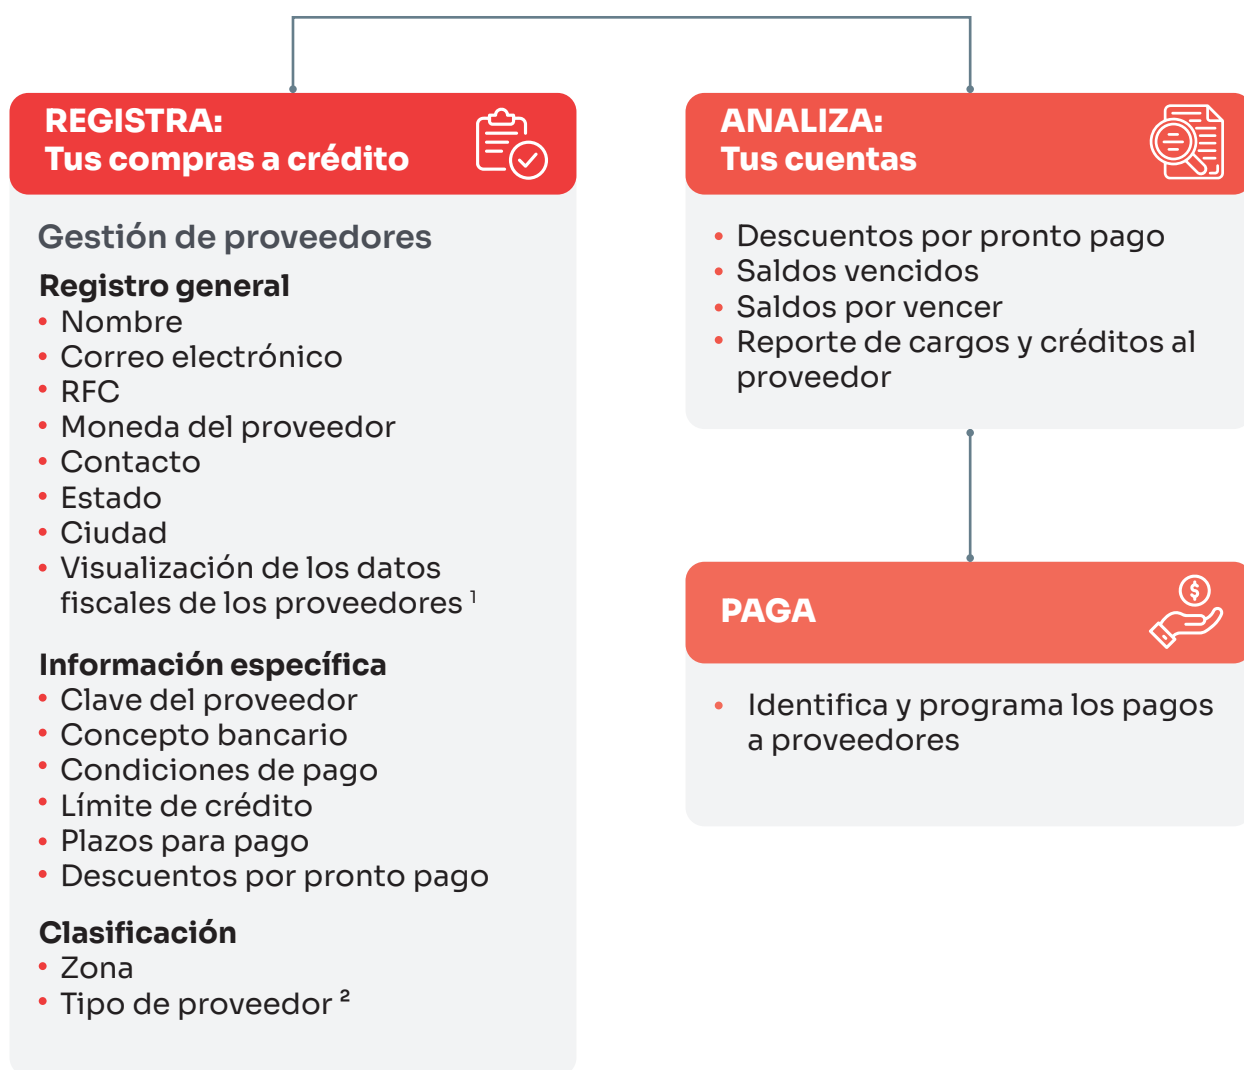 REGISTRA:
Tus compras a crédito
Gestión de proveedores
Registro general
• Nombre
• Correo electrónico
• RFC
• Moneda del proveedor
• Contacto
• Estado
• Ciudad
• Visualización de los datos
fiscales de los proveedores ¹
Información específica
• Clave del proveedor
• Concepto bancario
• Condiciones de pago
• Límite de crédito
• Plazos para pago
• Descuentos por pronto pago
Clasificación
• Zona
• Tipo de proveedor ²
ANALIZA:
Tus cuentas
• Descuentos por pronto pago
• Saldos vencidos
• Saldos por vencer
• Reporte de cargos y créditos al
proveedor
PAGA
$
• Identifica y programa los pagos
a proveedores